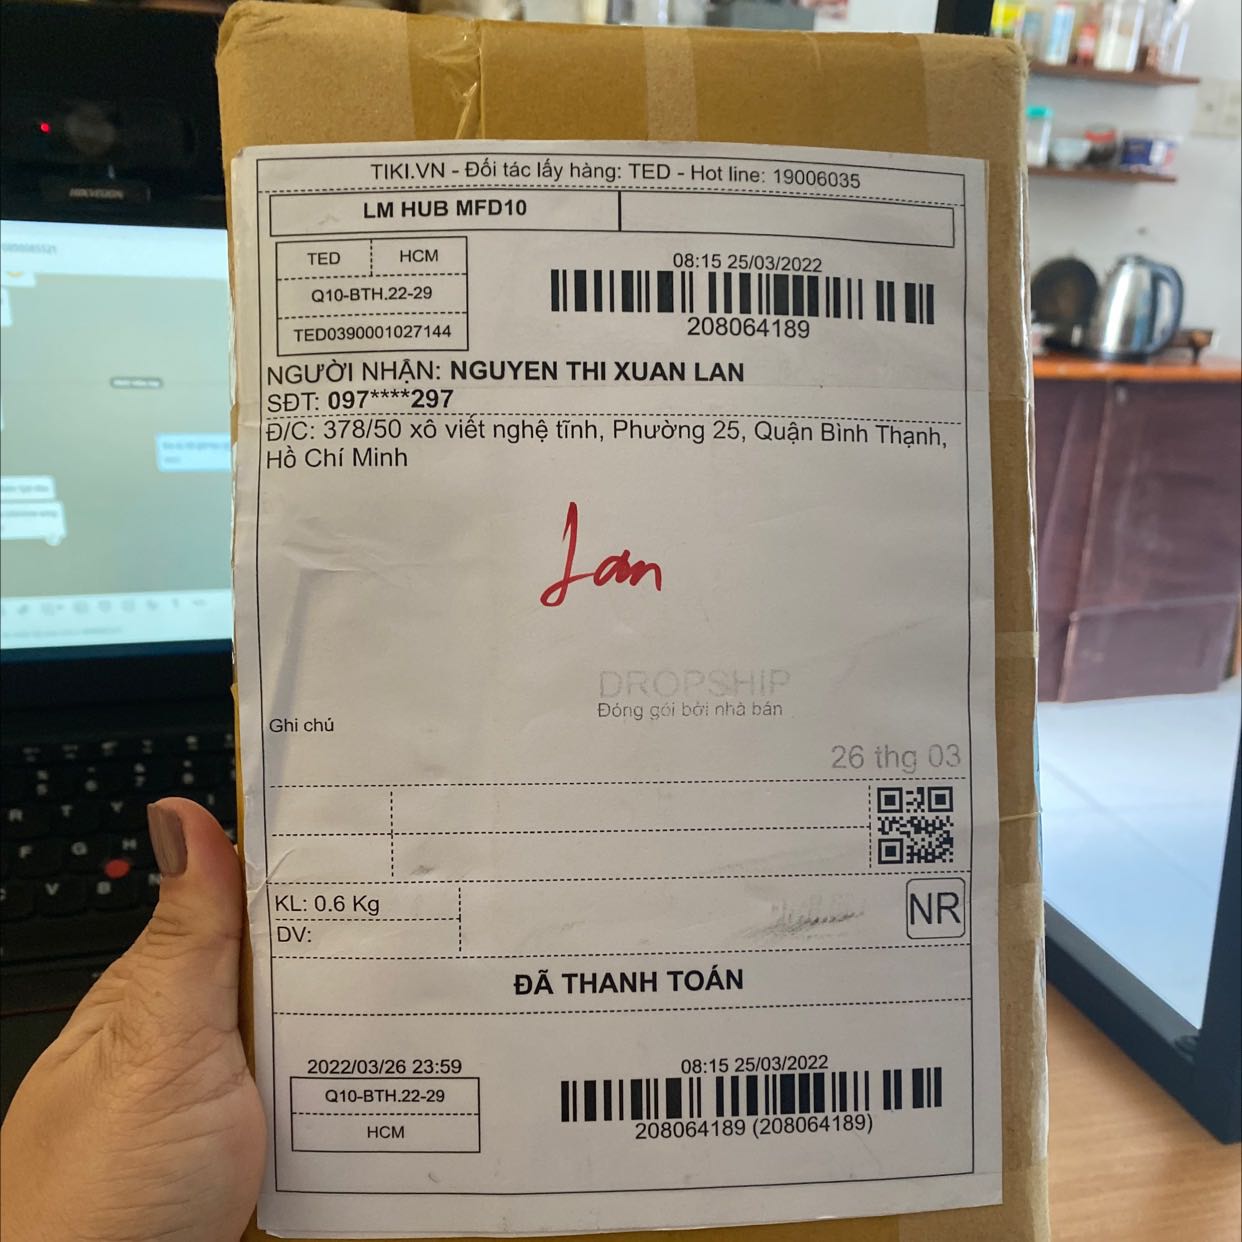 TIKI.VN - Đối tác lấy hàng: TED - Hot line: 19006035
LM HUB MFD10
TED HCM
Q10-BTH.22-29
TED0390001027144
08:15 25/03/2022
208064189
NGƯỜI NHẬN: NGUYEN THI XUAN LAN
SĐT: 097****297
Đ/C: 378/50 xô viết nghệ tĩnh, Phường 25, Quận Bình Thạnh,
Hồ Chí Minh
Lan
DROPSHIP
Đóng gói bởi nhà bán
Ghi chú
26 thg 03
KL: 0.6 Kg
DV:
NR
ĐÃ THANH TOÁN
2022/03/26 23:59
Q10-BTH.22-29
HCM
08:15 25/03/2022
208064189 (208064189)
HIKVISION
R T Y
F G H
V B